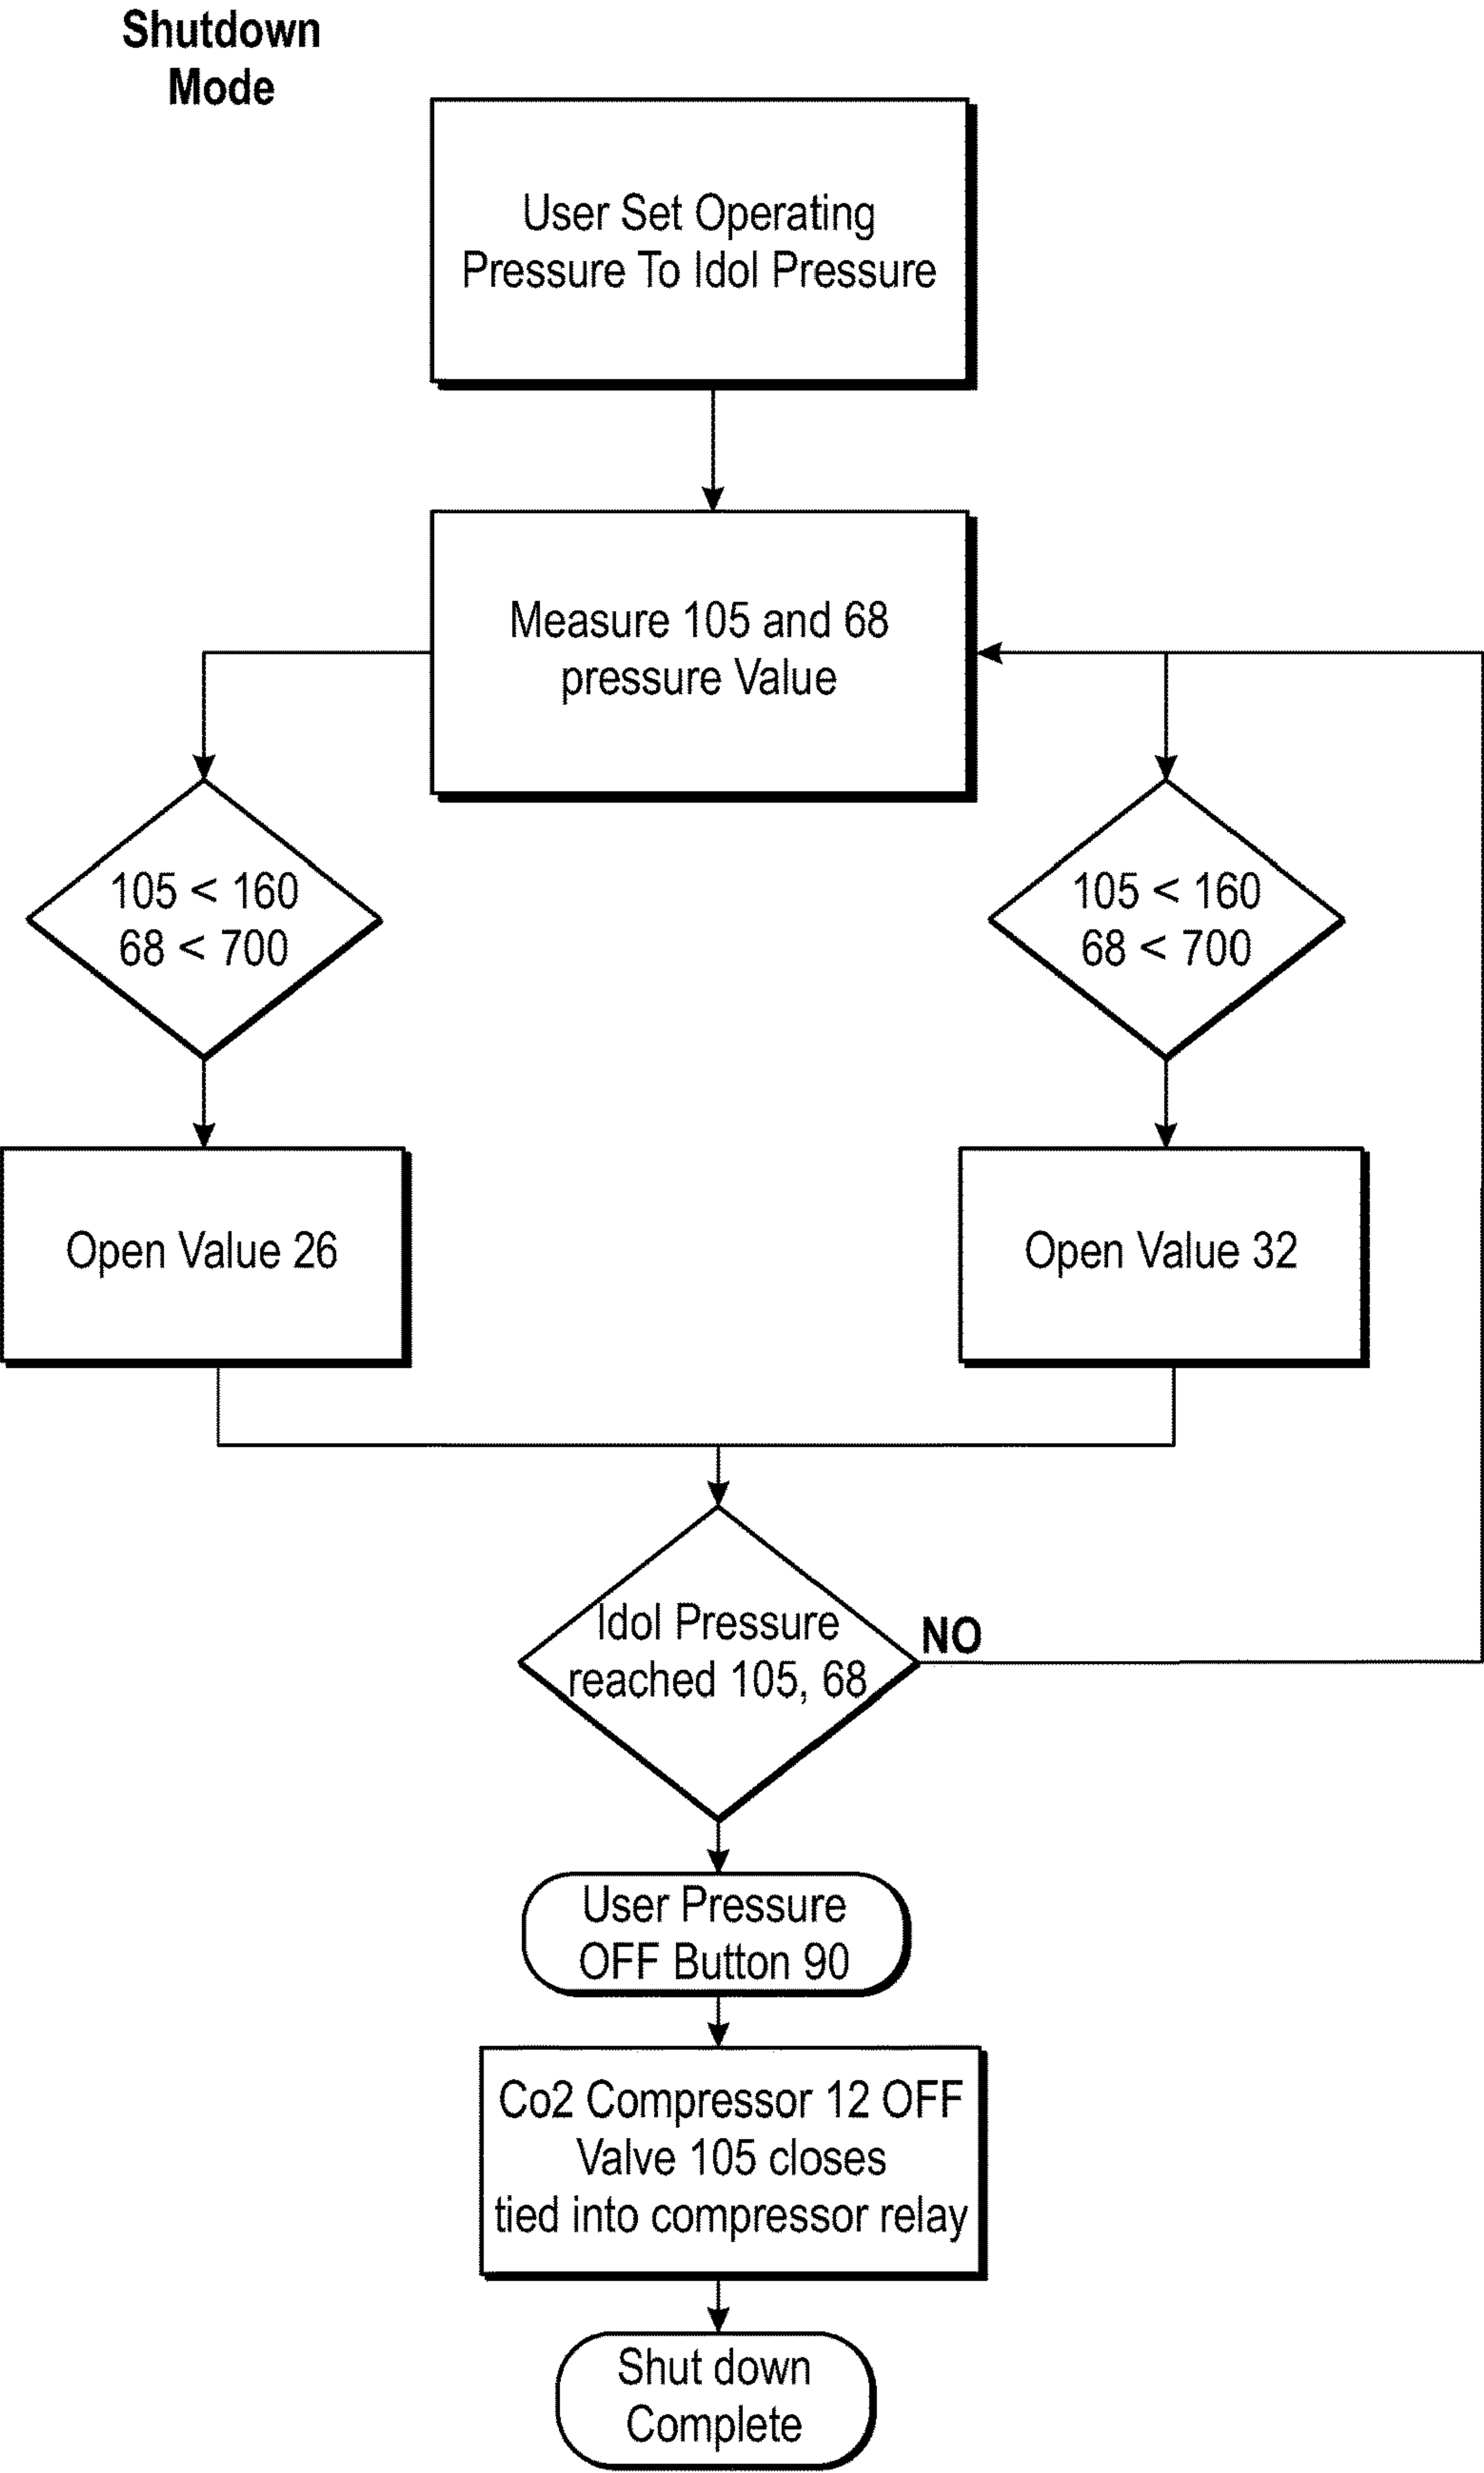 Shutdown
Mode
User Set Operating
Pressure To Idol Pressure
Measure 105 and 68
pressure Value
105 < 160
68 < 700
105 < 160
68 < 700
Open Value 26
Open Value 32
Idol Pressure
reached 105, 68
NO
User Pressure
OFF Button 90
Co2 Compressor 12 OFF
Valve 105 closes
tied into compressor relay
Shut down
Complete